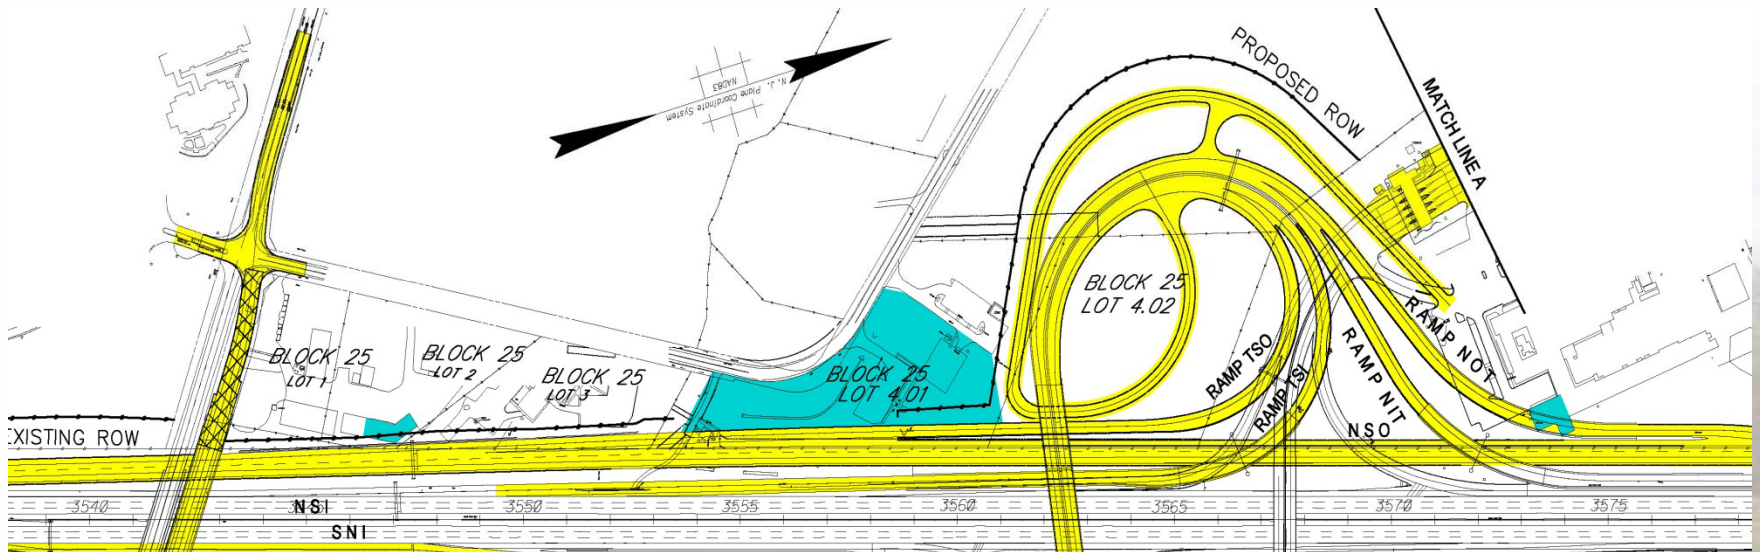 PROPOSED ROW
MATCH LINE A
N. J. Plane Coordinate System
NAD83
BLOCK 25
LOT 4.02
BLOCK 25
LOT 1
BLOCK 25
LOT 2
BLOCK 25
LOT 3
BLOCK 25
LOT 4.01
RAMP TSO
RAMP TSI
RAMP NIT
RAMP NOT
EXISTING ROW
NSO
3540
NSI
3550
3555
3560
3565
3570
3575
SNI